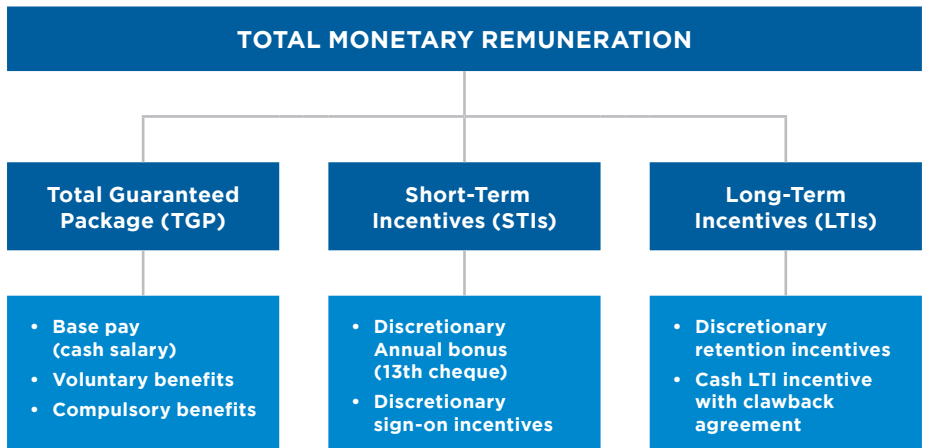 TOTAL MONETARY REMUNERATION
Total Guaranteed
Package (TGP)
• Base pay
(cash salary)
• Voluntary benefits
• Compulsory benefits
Short-Term
Incentives (STIs)
• Discretionary
Annual bonus
(13th cheque)
• Discretionary
sign-on incentives
Long-Term
Incentives (LTIs)
• Discretionary
retention incentives
• Cash LTI incentive
with clawback
agreement